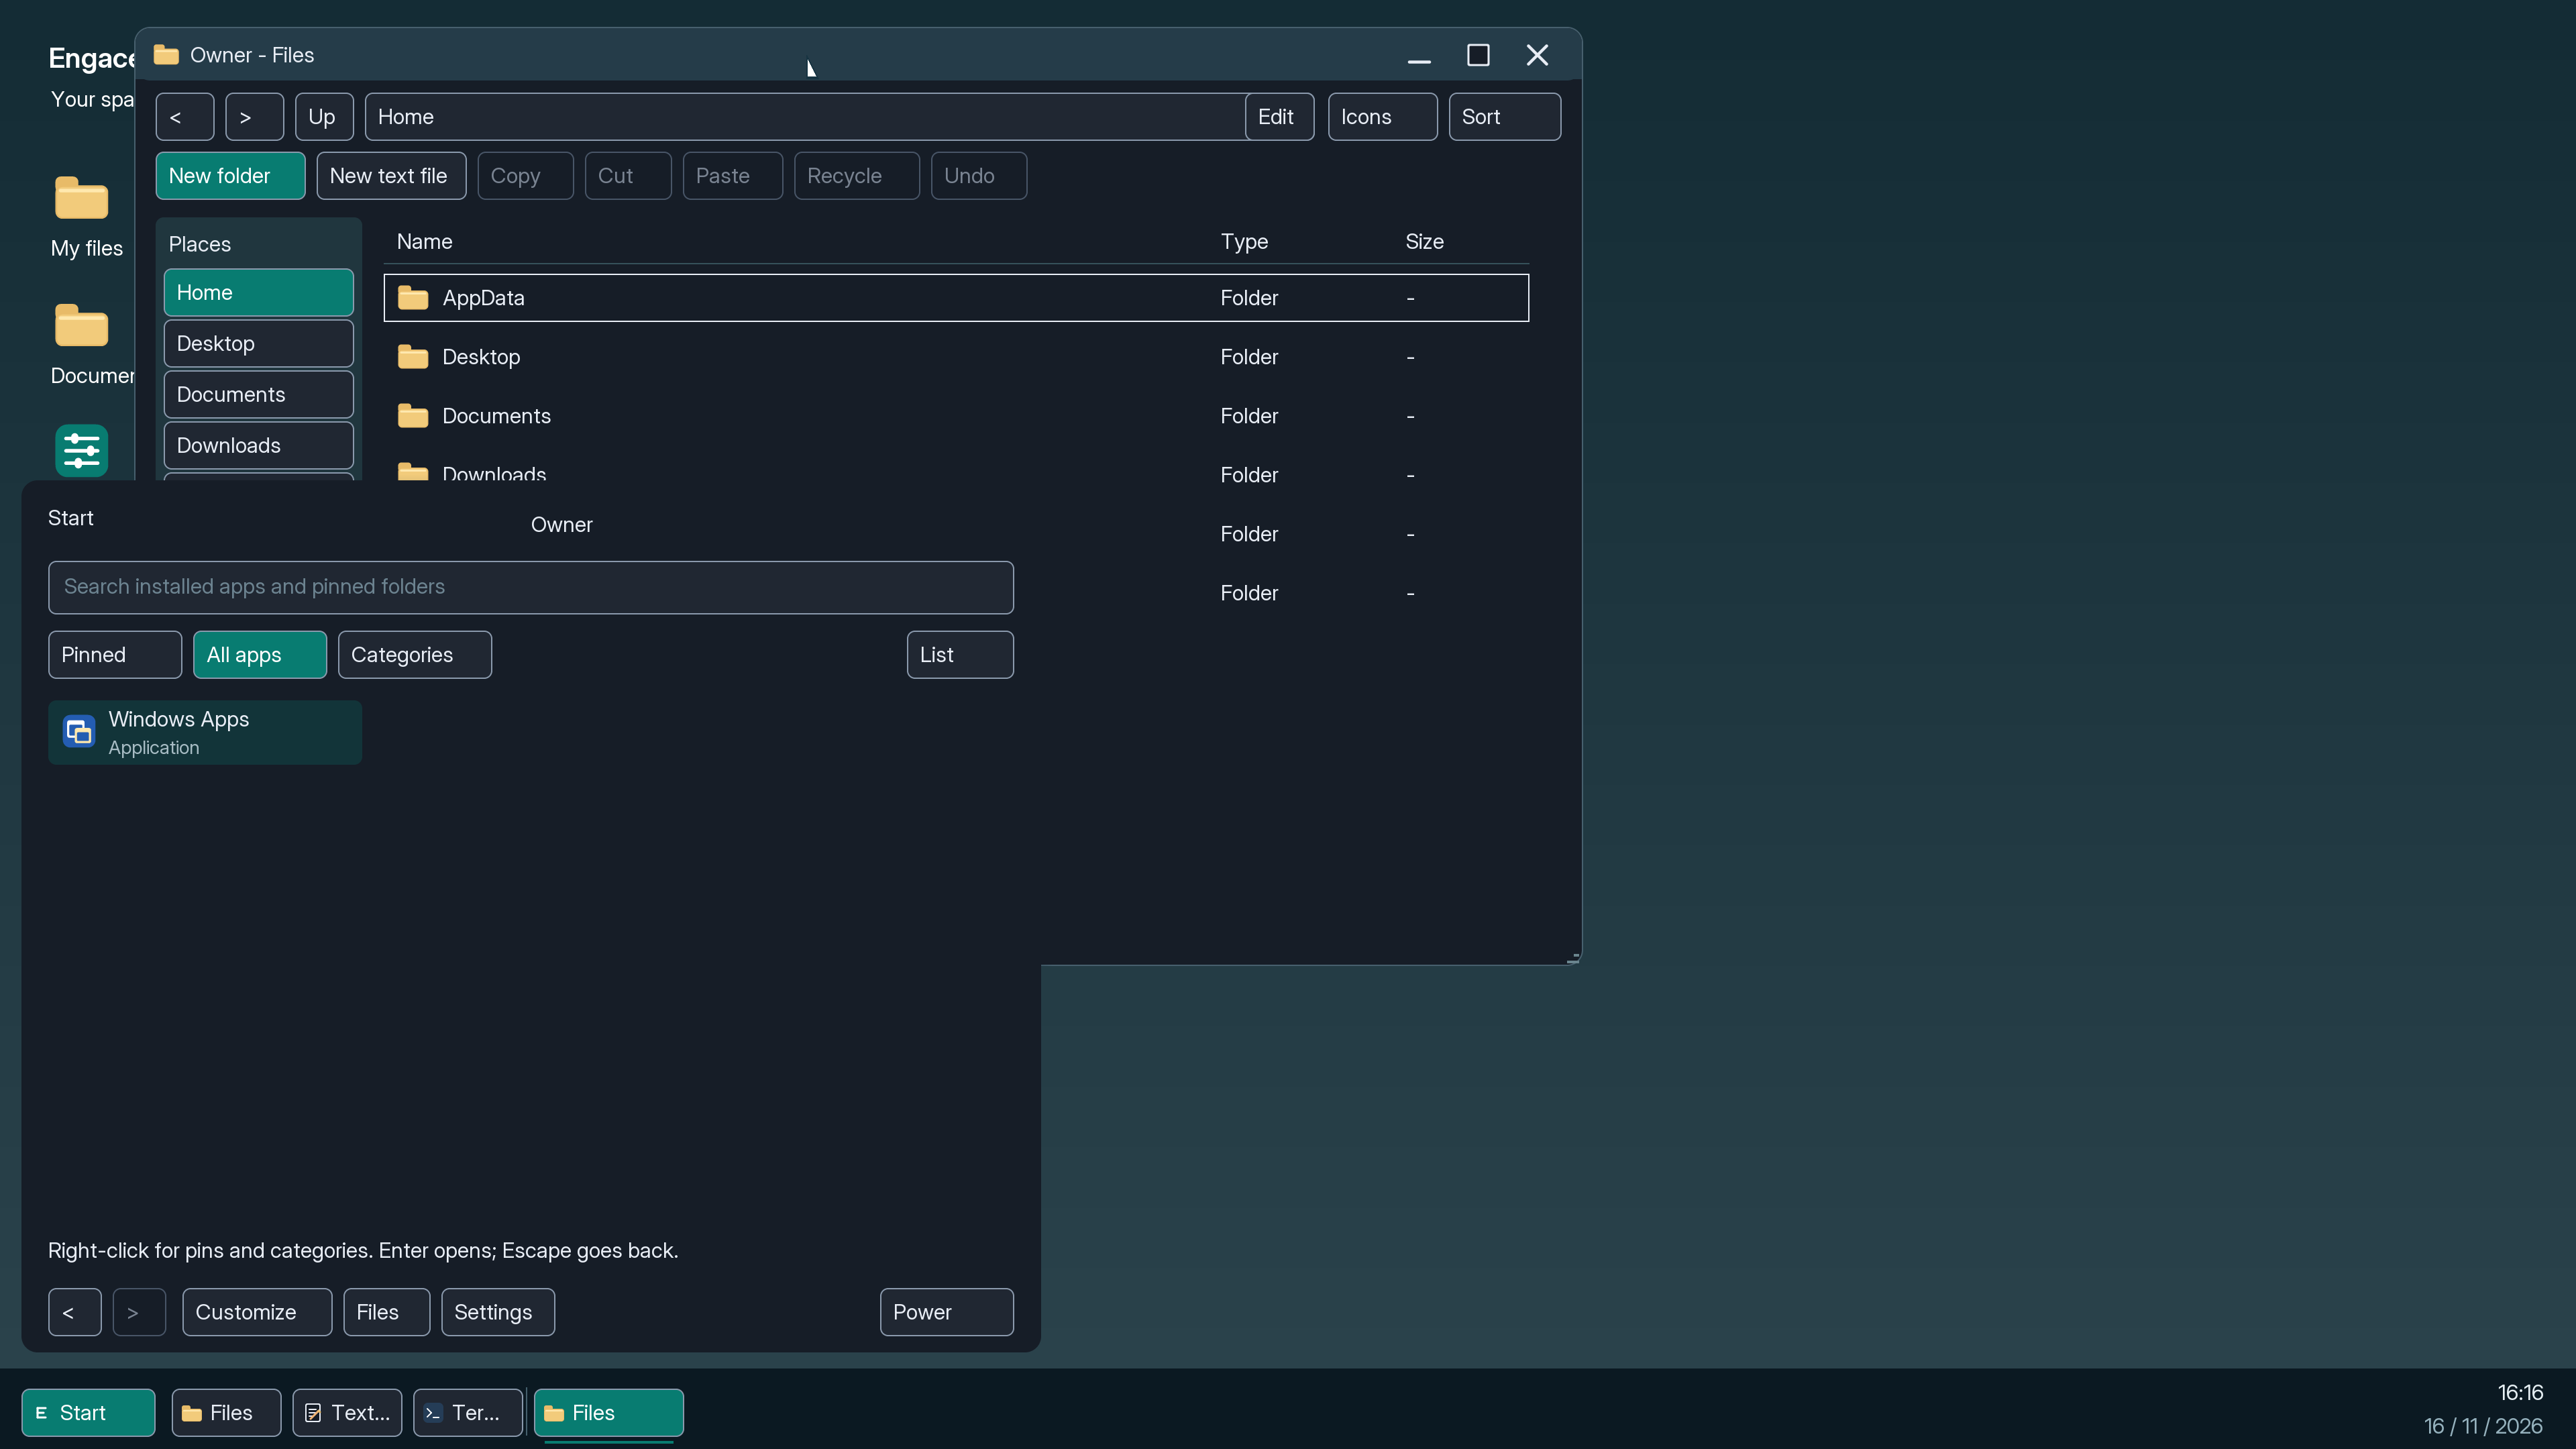 Engace
Your spa
My files
Documen
Owner - Files
<
>
Up
Home
Edit
Icons
Sort
New folder
New text file
Copy
Cut
Paste
Recycle
Undo
Places
Home
Desktop
Documents
Downloads
Name Type Size
AppData Folder -
Desktop Folder -
Documents Folder -
Downloads Folder -
Folder -
Folder -
Start
Owner
Search installed apps and pinned folders
Pinned
All apps
Categories
List
Windows Apps
Application
Right-click for pins and categories. Enter opens; Escape goes back.
<
>
Customize
Files
Settings
Power
E Start
Files
Text...
Ter...
Files
16:16
16 / 11 / 2026